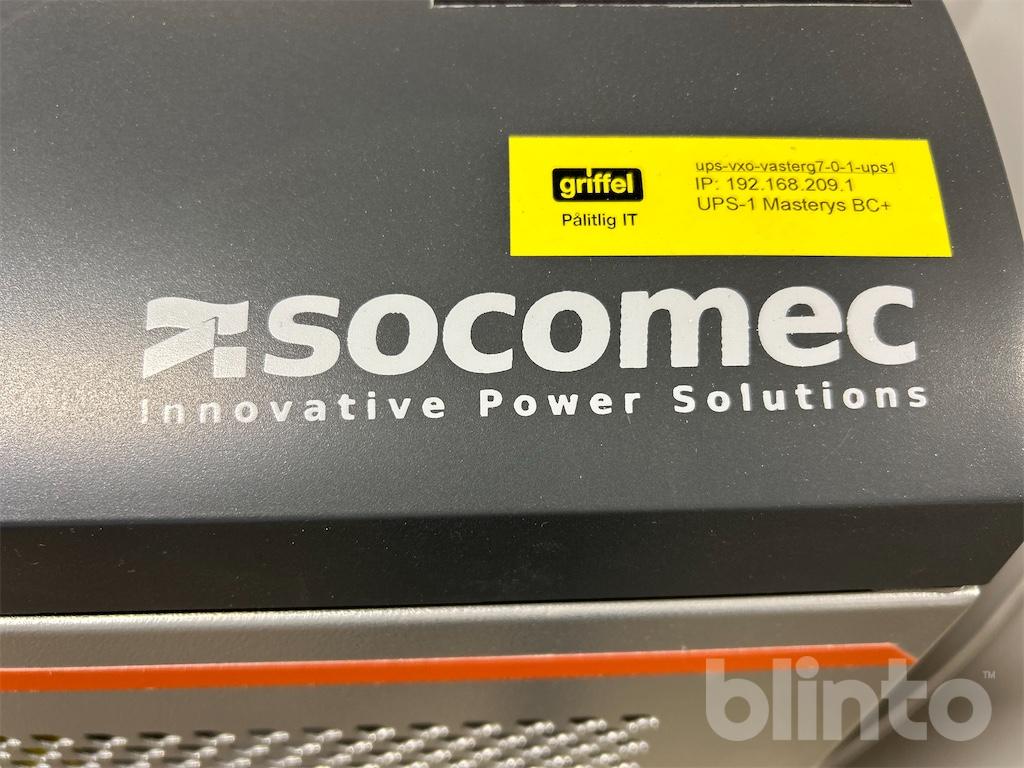 griffel
Pålitlig IT
ups-vxo-vasterg7-0-1-ups1
IP: 192.168.209.1
UPS-1 Masterys BC+
socomec
Innovative Power Solutions
blinto™